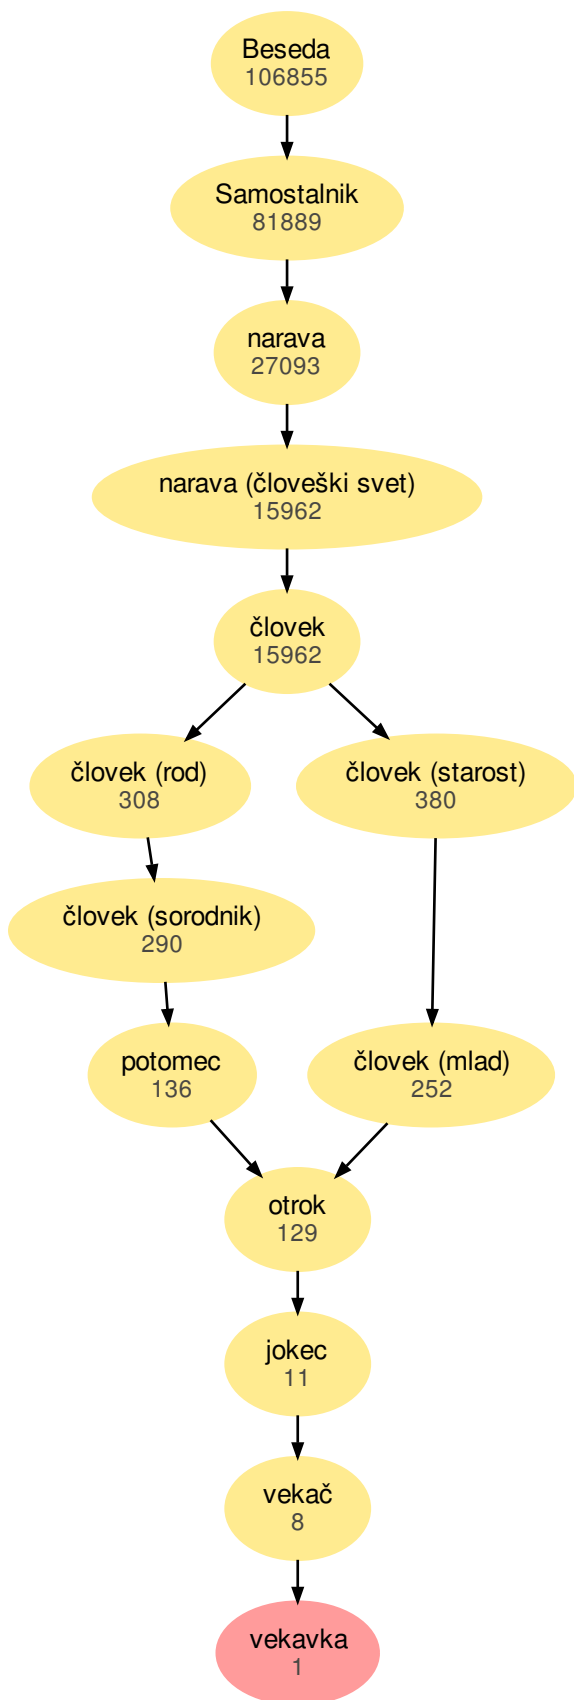 Beseda
106855
Samostalnik
81889
narava
27093
narava (človeški svet)
15962
človek
15962
človek (rod)
308
človek (starost)
380
človek (sorodnik)
290
potomec
136
človek (mlad)
252
otrok
129
jokec
11
vekač
8
vekavka
1